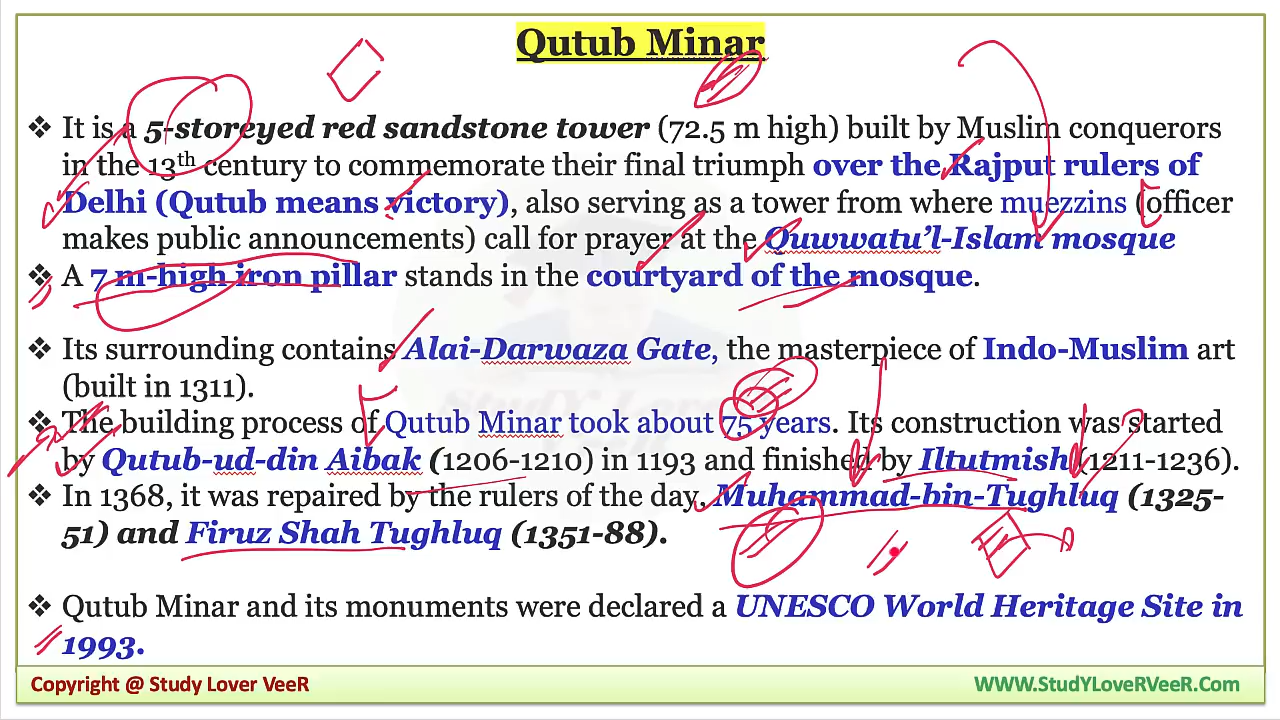 Qutub Minar
❖ It is a 5-storeyed red sandstone tower (72.5 m high) built by Muslim conquerors
in the 13th century to commemorate their final triumph over the Rajput rulers of
Delhi (Qutub means victory), also serving as a tower from where muezzins (officer
makes public announcements) call for prayer at the Quwwatu’l-Islam mosque
❖ A 7 m-high iron pillar stands in the courtyard of the mosque.
❖ Its surrounding contains Alai-Darwaza Gate, the masterpiece of Indo-Muslim art
(built in 1311).
❖ The building process of Qutub Minar took about 75 years. Its construction was started
by Qutub-ud-din Aibak (1206-1210) in 1193 and finished by Iltutmish (1211-1236).
❖ In 1368, it was repaired by the rulers of the day, Muhammad-bin-Tughluq (1325-
51) and Firuz Shah Tughluq (1351-88).
❖ Qutub Minar and its monuments were declared a UNESCO World Heritage Site in
1993.
Copyright @ Study Lover VeeR
WWW.StudYLoveRVeeR.Com